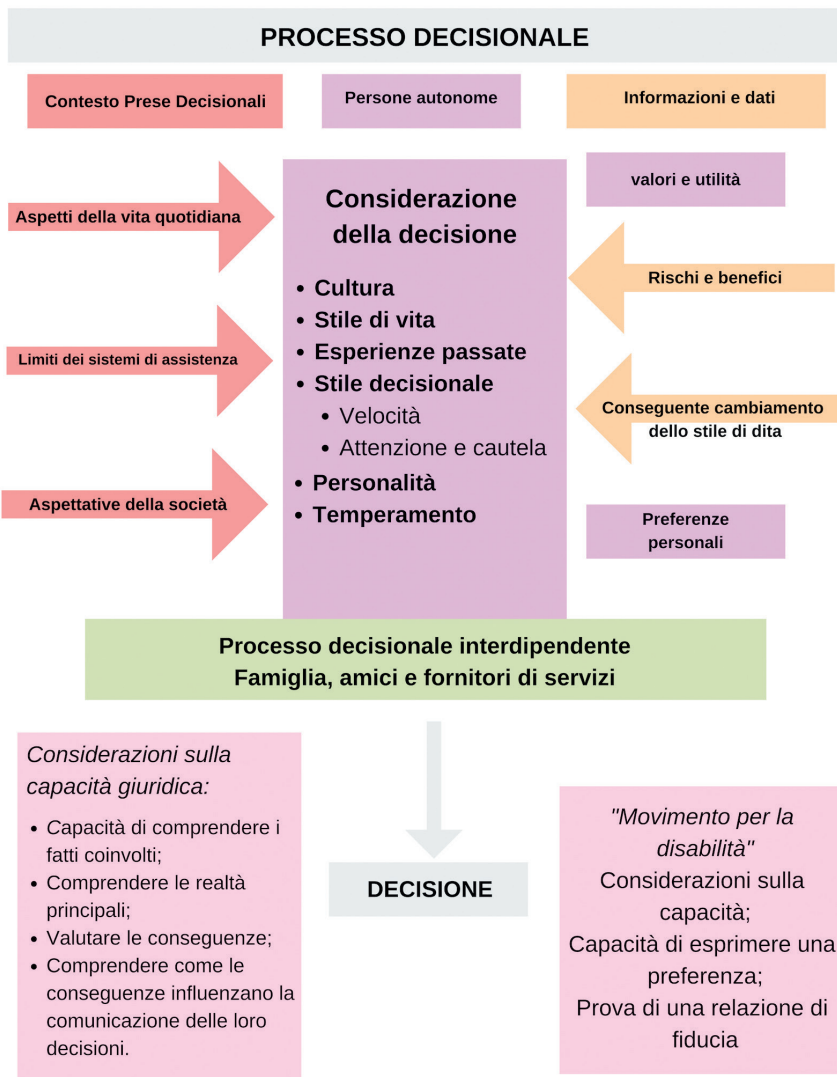 PROCESSO DECISIONALE
Contesto Prese Decisionali
Persone autonome
Informazioni e dati
Aspetti della vita quotidiana
Limiti dei sistemi di assistenza
Aspettative della società
Considerazione
della decisione
• Cultura
• Stile di vita
• Esperienze passate
• Stile decisionale
• Velocità
• Attenzione e cautela
• Personalità
• Temperamento
valori e utilità
Rischi e benefici
Conseguente cambiamento
dello stile di dita
Preferenze
personali
Processo decisionale interdipendente
Famiglia, amici e fornitori di servizi
Considerazioni sulla
capacità giuridica:
• Capacità di comprendere i
fatti coinvolti;
• Comprendere le realtà
principali;
• Valutare le conseguenze;
• Comprendere come le
conseguenze influenzano la
comunicazione delle loro
decisioni.
DECISIONE
"Movimento per la
disabilità"
Considerazioni sulla
capacità;
Capacità di esprimere una
preferenza;
Prova di una relazione di
fiducia